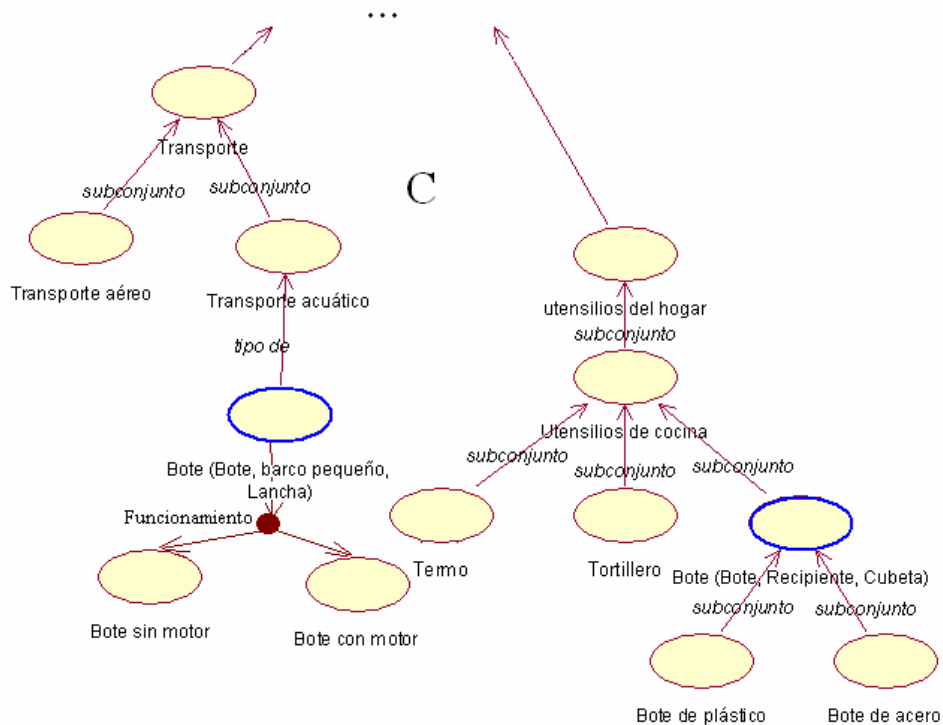 ...
Transporte
subconjunto
subconjunto
C
Transporte aéreo
Transporte acuático
utensilios del hogar
subconjunto
tipo de
Utensilios de cocina
subconjunto
subconjunto
subconjunto
Bote (Bote, barco pequeño,
Lancha)
Funcionamiento
Termo
Tortillero
Bote (Bote, Recipiente, Cubeta)
subconjunto
subconjunto
Bote sin motor
Bote con motor
Bote de plástico
Bote de acero